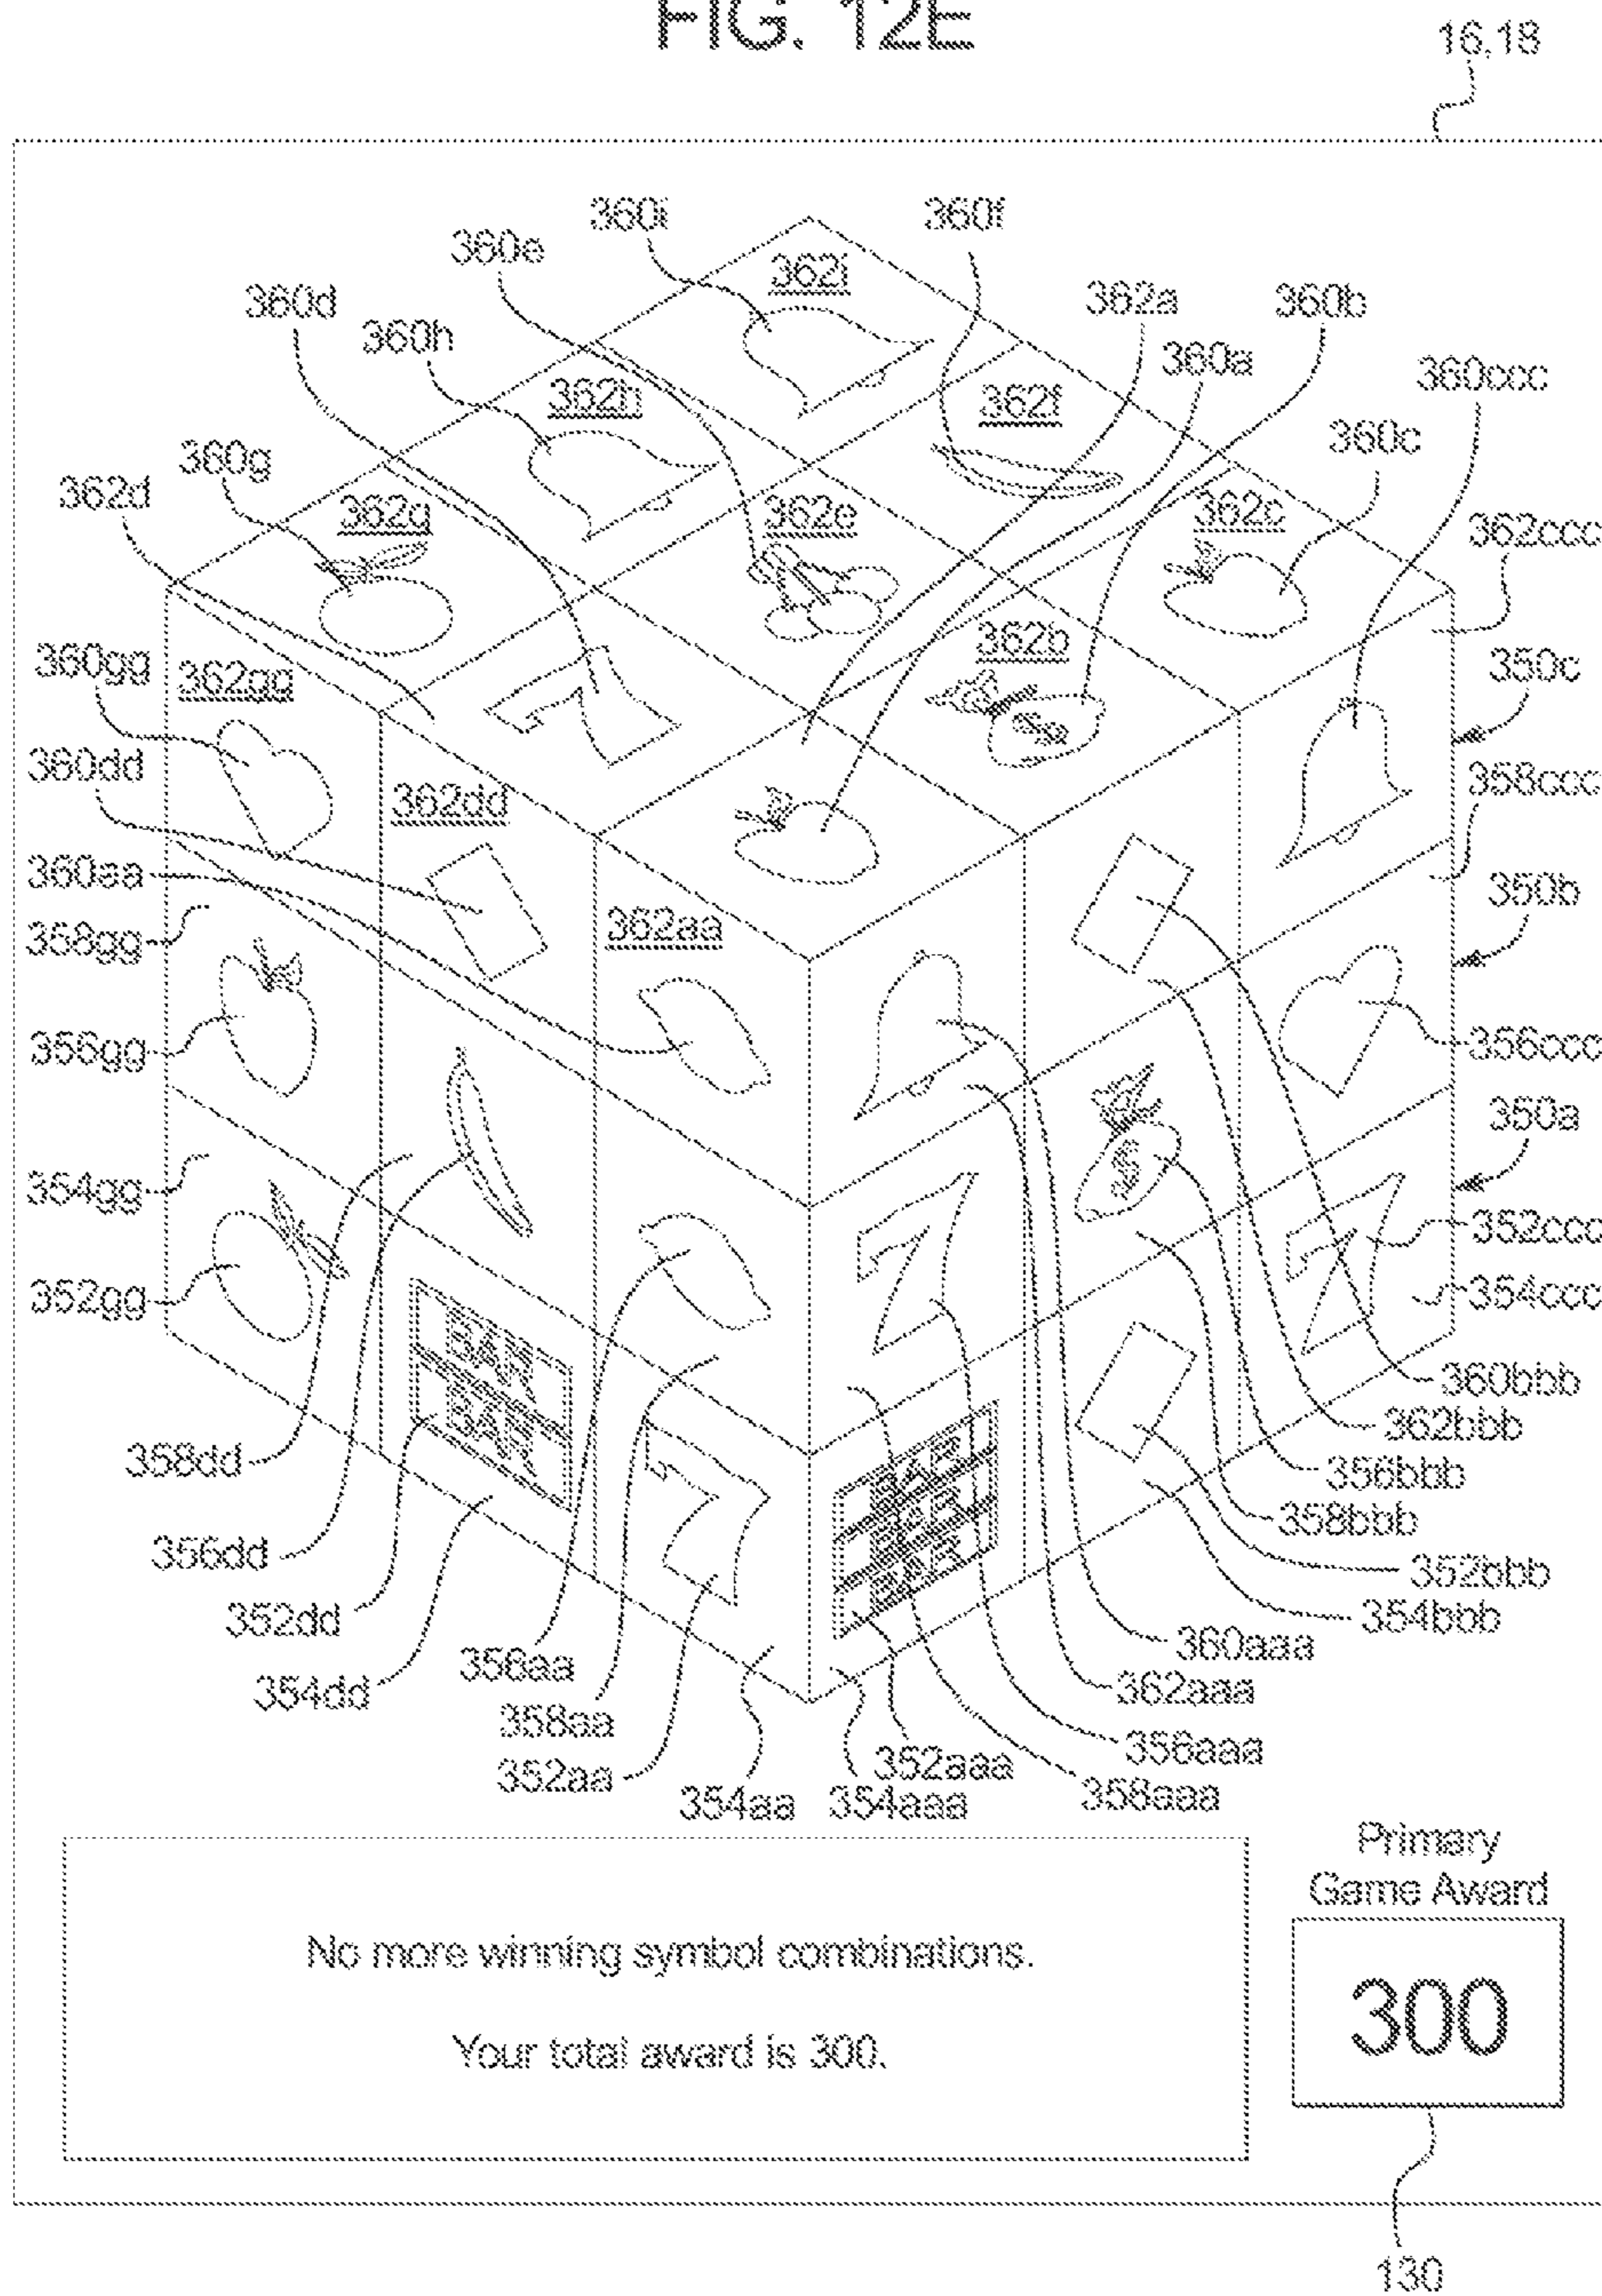 FIG. 12E
16,18
360i
360f
360e
362i
360d
362a
360b
360h
360a
360ccc
362h
362f
360c
360g
362d
362g
362e
362c
362ccc
360gg
362gg
362b
350c
$
360dd
362dd
358ccc
360aa
350b
362aa
358gg
356gg
356ccc
350a
$
354gg
352ccc
352gg
354ccc
BAR
BAR
360bbb
362bbb
358dd
356bbb
BAR
BAR
BAR
358bbb
356dd
352bbb
354bbb
352dd
360aaa
356aa
354dd
362aaa
358aa
356aaa
352aa
352aaa
358aaa
354aa
354aaa
Primary
Game Award
No more winning symbol combinations.
300
Your total award is 300.
130